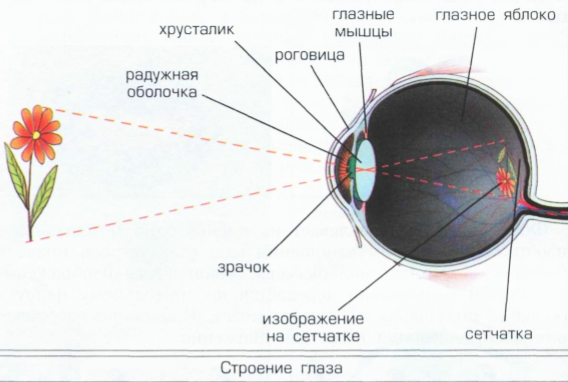 глазные
мышцы
глазное яблоко
хрусталик
роговица
радужная
оболочка
зрачок
изображение
на сетчатке
сетчатка
Строение глаза